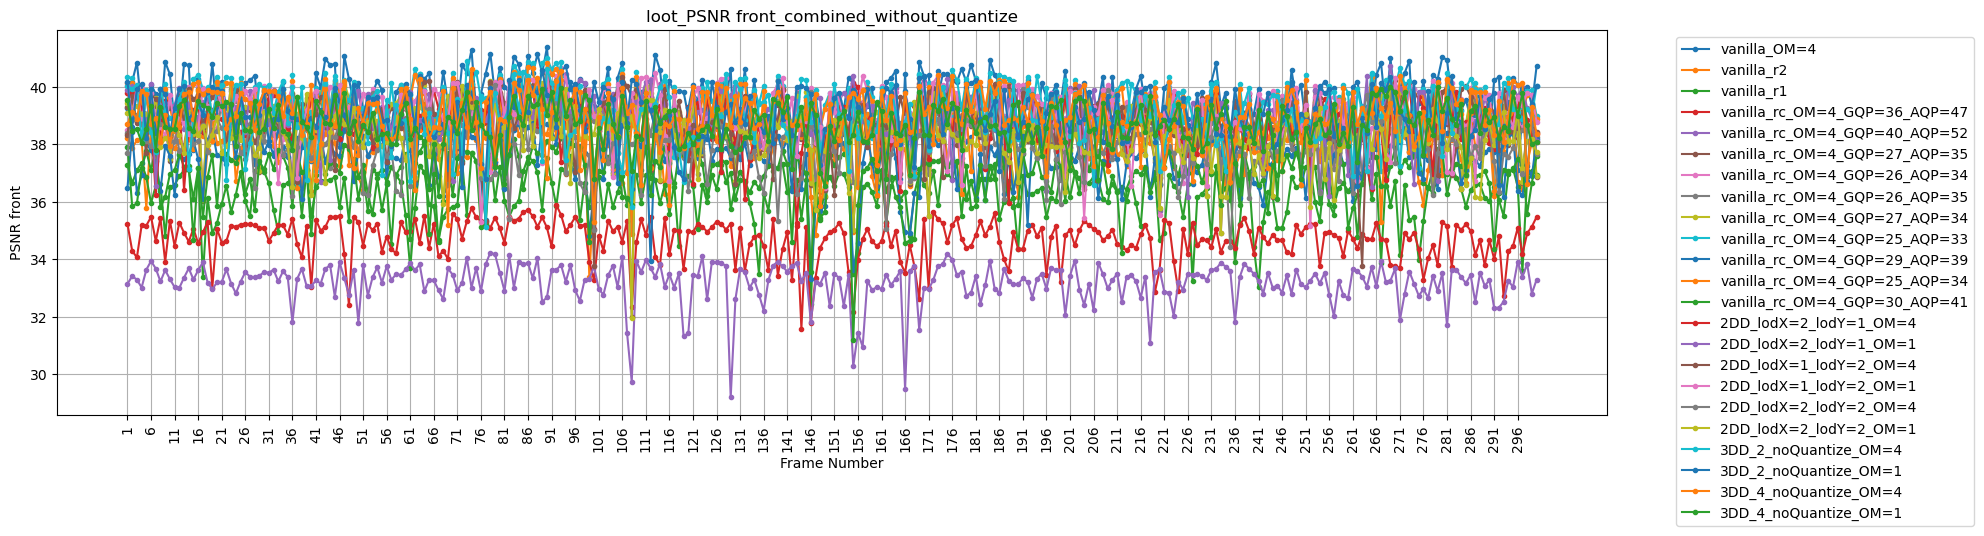 loot_PSNR front_combined_without_quantize
PSNR front
40
38
36
34
32
30
1 6 11 16 21 26 31 36 41 46 51 56 61 66 71 76 81 86 91 96 101 106 111 116 121 126 131 136 141 146 151 156 161 166 171 176 181 186 191 196 201 206 211 216 221 226 231 236 241 246 251 256 261 266 271 276 281 286 291 296
Frame Number
vanilla_OM=4
vanilla_r2
vanilla_r1
vanilla_rc_OM=4_GQP=36_AQP=47
vanilla_rc_OM=4_GQP=40_AQP=52
vanilla_rc_OM=4_GQP=27_AQP=35
vanilla_rc_OM=4_GQP=26_AQP=34
vanilla_rc_OM=4_GQP=26_AQP=35
vanilla_rc_OM=4_GQP=27_AQP=34
vanilla_rc_OM=4_GQP=25_AQP=33
vanilla_rc_OM=4_GQP=29_AQP=39
vanilla_rc_OM=4_GQP=25_AQP=34
vanilla_rc_OM=4_GQP=30_AQP=41
2DD_lodX=2_lodY=1_OM=4
2DD_lodX=2_lodY=1_OM=1
2DD_lodX=1_lodY=2_OM=4
2DD_lodX=1_lodY=2_OM=1
2DD_lodX=2_lodY=2_OM=4
2DD_lodX=2_lodY=2_OM=1
3DD_2_noQuantize_OM=4
3DD_2_noQuantize_OM=1
3DD_4_noQuantize_OM=4
3DD_4_noQuantize_OM=1